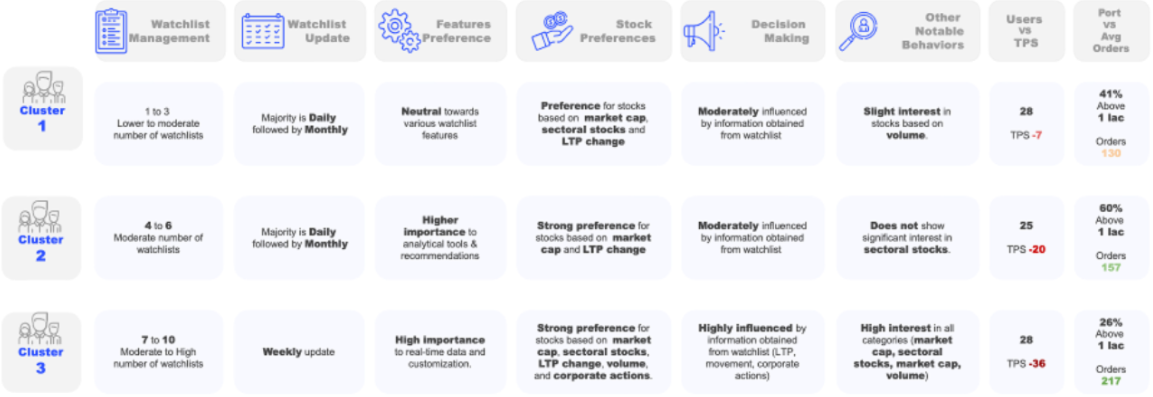 Watchlist
Management
Watchlist
Update
Features
Preference
Stock
Preferences
Decision
Making
Other
Notable
Behaviors
Users
vs
TPS
Port
vs
Avg
Orders
Cluster
1
1 to 3
Lower to moderate
number of watchlists
Majority is Daily
followed by Monthly
Neutral towards
various watchlist
features
Preference for stocks
based on market cap,
sectoral stocks and
LTP change
Moderately influenced
by information obtained
from watchlist
Slight interest in
stocks based on
volume.
28
TPS -7
41%
Above
1 lac
Orders
130
Cluster
2
4 to 6
Moderate number of
watchlists
Majority is Daily
followed by Monthly
Higher
importance to
analytical tools &
recommendations
Strong preference for
stocks based on market
cap and LTP change
Moderately influenced
by information obtained
from watchlist
Does not show
significant interest in
sectoral stocks.
25
TPS -20
60%
Above
1 lac
Orders
157
Cluster
3
7 to 10
Moderate to High
number of watchlists
Weekly update
High importance
to real-time data and
customization.
Strong preference for
stocks based on market
cap, sectoral stocks,
LTP change, volume,
and corporate actions.
Highly influenced by
information obtained
from watchlist (LTP,
movement, corporate
actions)
High interest in all
categories (market
cap, sectoral
stocks, market cap,
volume)
28
TPS -36
26%
Above
1 lac
Orders
217